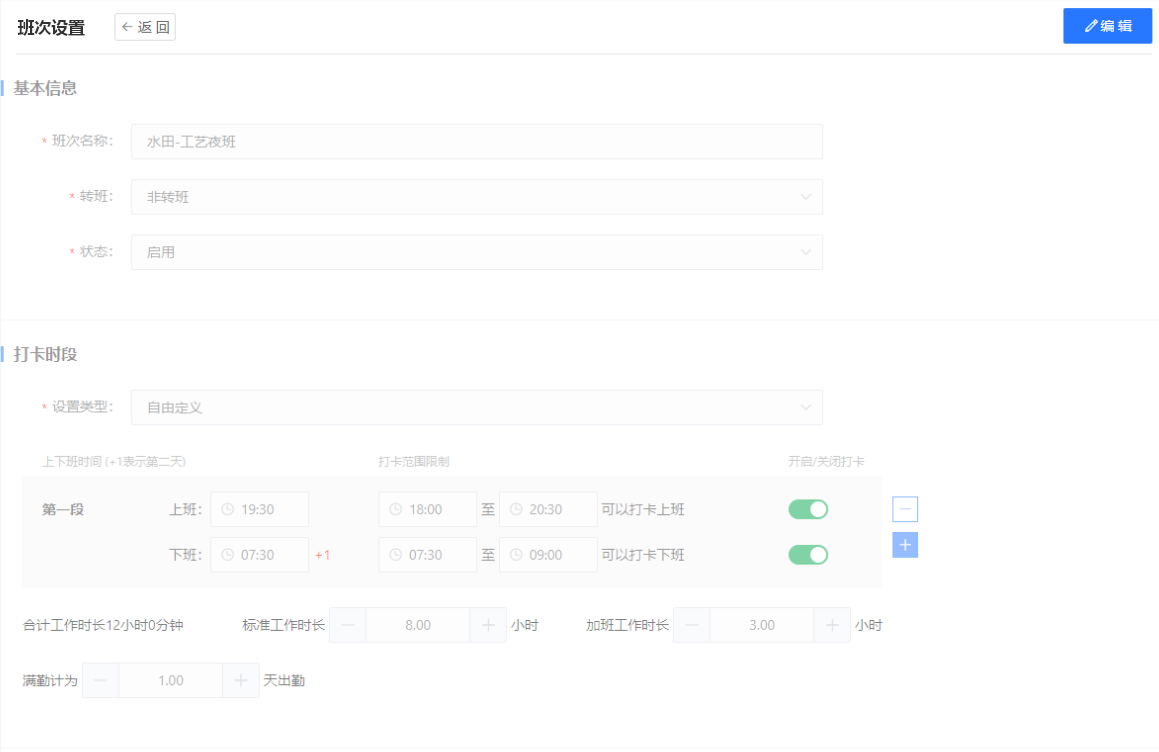 班次设置 返 回 编 辑
基本信息
* 班次名称: 水田-工艺夜班
* 转班: 非转班
* 状态: 启用
打卡时段
* 设置类型: 自由定义
上下班时间 (+1表示第二天) 打卡范围限制 开启/关闭打卡
第一段 上班: 19:30 18:00 至 20:30 可以打卡上班
下班: 07:30 +1 07:30 至 09:00 可以打卡下班
合计工作时长12小时0分钟 标准工作时长 8.00 小时 加班工作时长 3.00 小时
满勤计为 1.00 天出勤